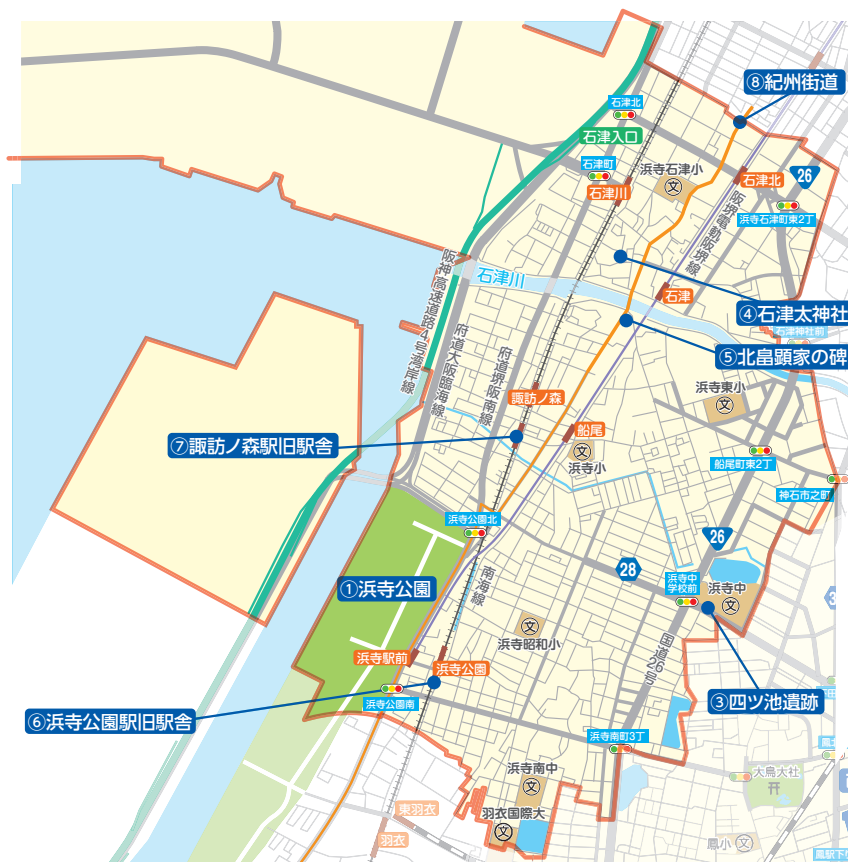 ⑧紀州街道
石津北
石津入口
石津町
浜寺石津小
文
石津北
26
石津川
浜寺石津町東2丁
阪堺電軌阪堺線
石津川
石津
④石津太神社
石津神社前
⑤北畠顕家の碑
阪神高速道路4号湾岸線
府道大阪臨海線
府道堺阪南線
諏訪ノ森
浜寺東小
文
⑦諏訪ノ森駅旧駅舎
船尾
文
浜寺小
船尾町東2丁
神石市之町
浜寺公園北
26
28
浜寺中
学校前
浜寺中
文
①浜寺公園
南海線
文
浜寺昭和小
国道26号
浜寺駅前
浜寺公園
③四ツ池遺跡
浜寺公園南
⑥浜寺公園駅旧駅舎
浜寺南町3丁
浜寺南中
文
大鳥大社
東羽衣
羽衣国際大
文
羽衣
鳳小
文